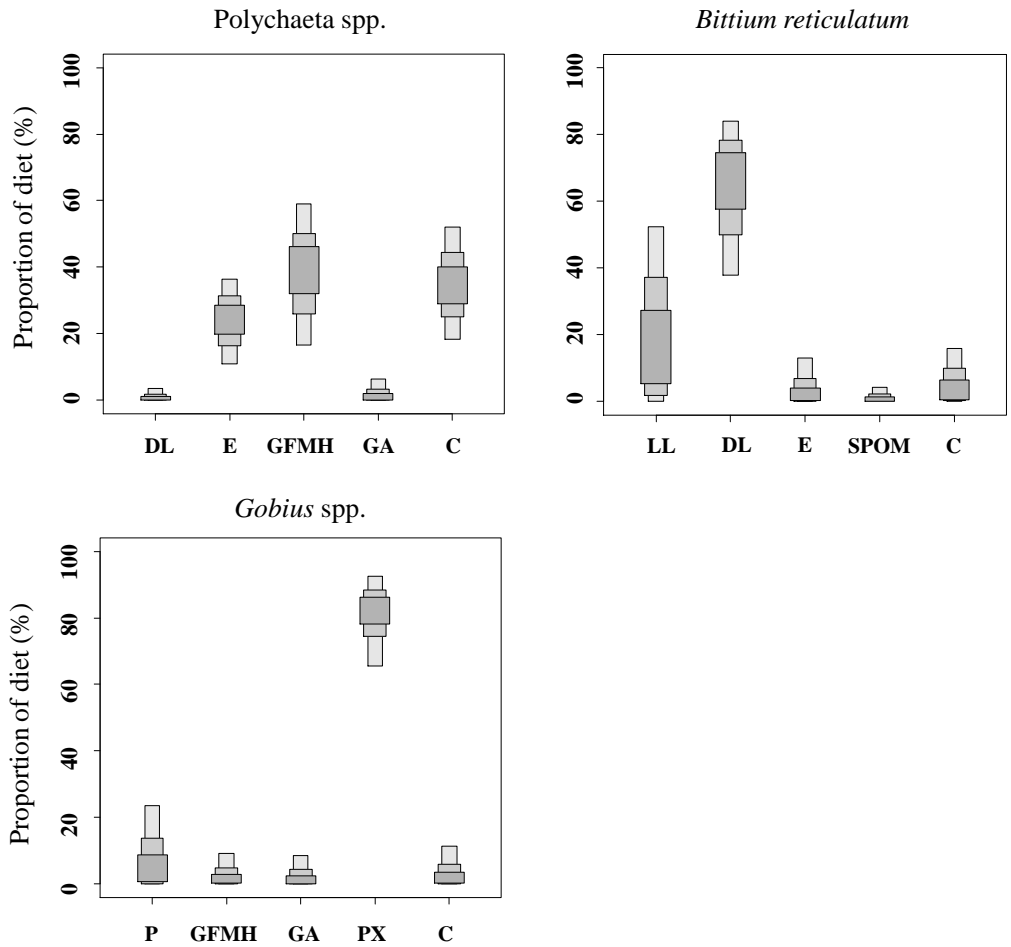 Polychaeta spp.
Proportion of diet (%)
100
80
60
40
20
0
DL E GFMH GA C
Bittium reticulatum
100
80
60
40
20
0
LL DL E SPOM C
Gobius spp.
Proportion of diet (%)
100
80
60
40
20
0
P GFMH GA PX C